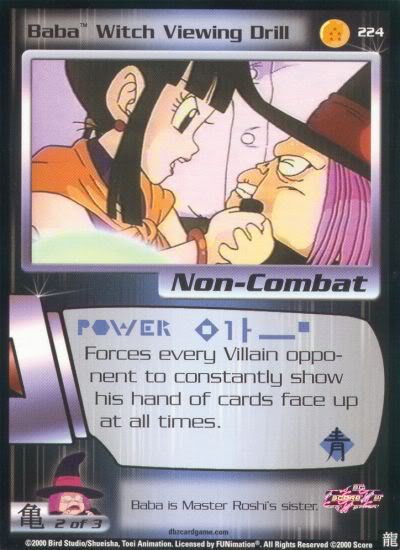 Baba™ Witch Viewing Drill 224
Non-Combat
POWER
Forces every Villain oppo-
nent to constantly show
his hand of cards face up
at all times.
青
亀 2 of 3
Baba is Master Roshi's sister.
SCORE
dbzcardgame.com
©2000 Bird Studio/Shueisha, Toei Animation. Licensed by FUNimation®. All Rights Reserved ©2000 Score 龍